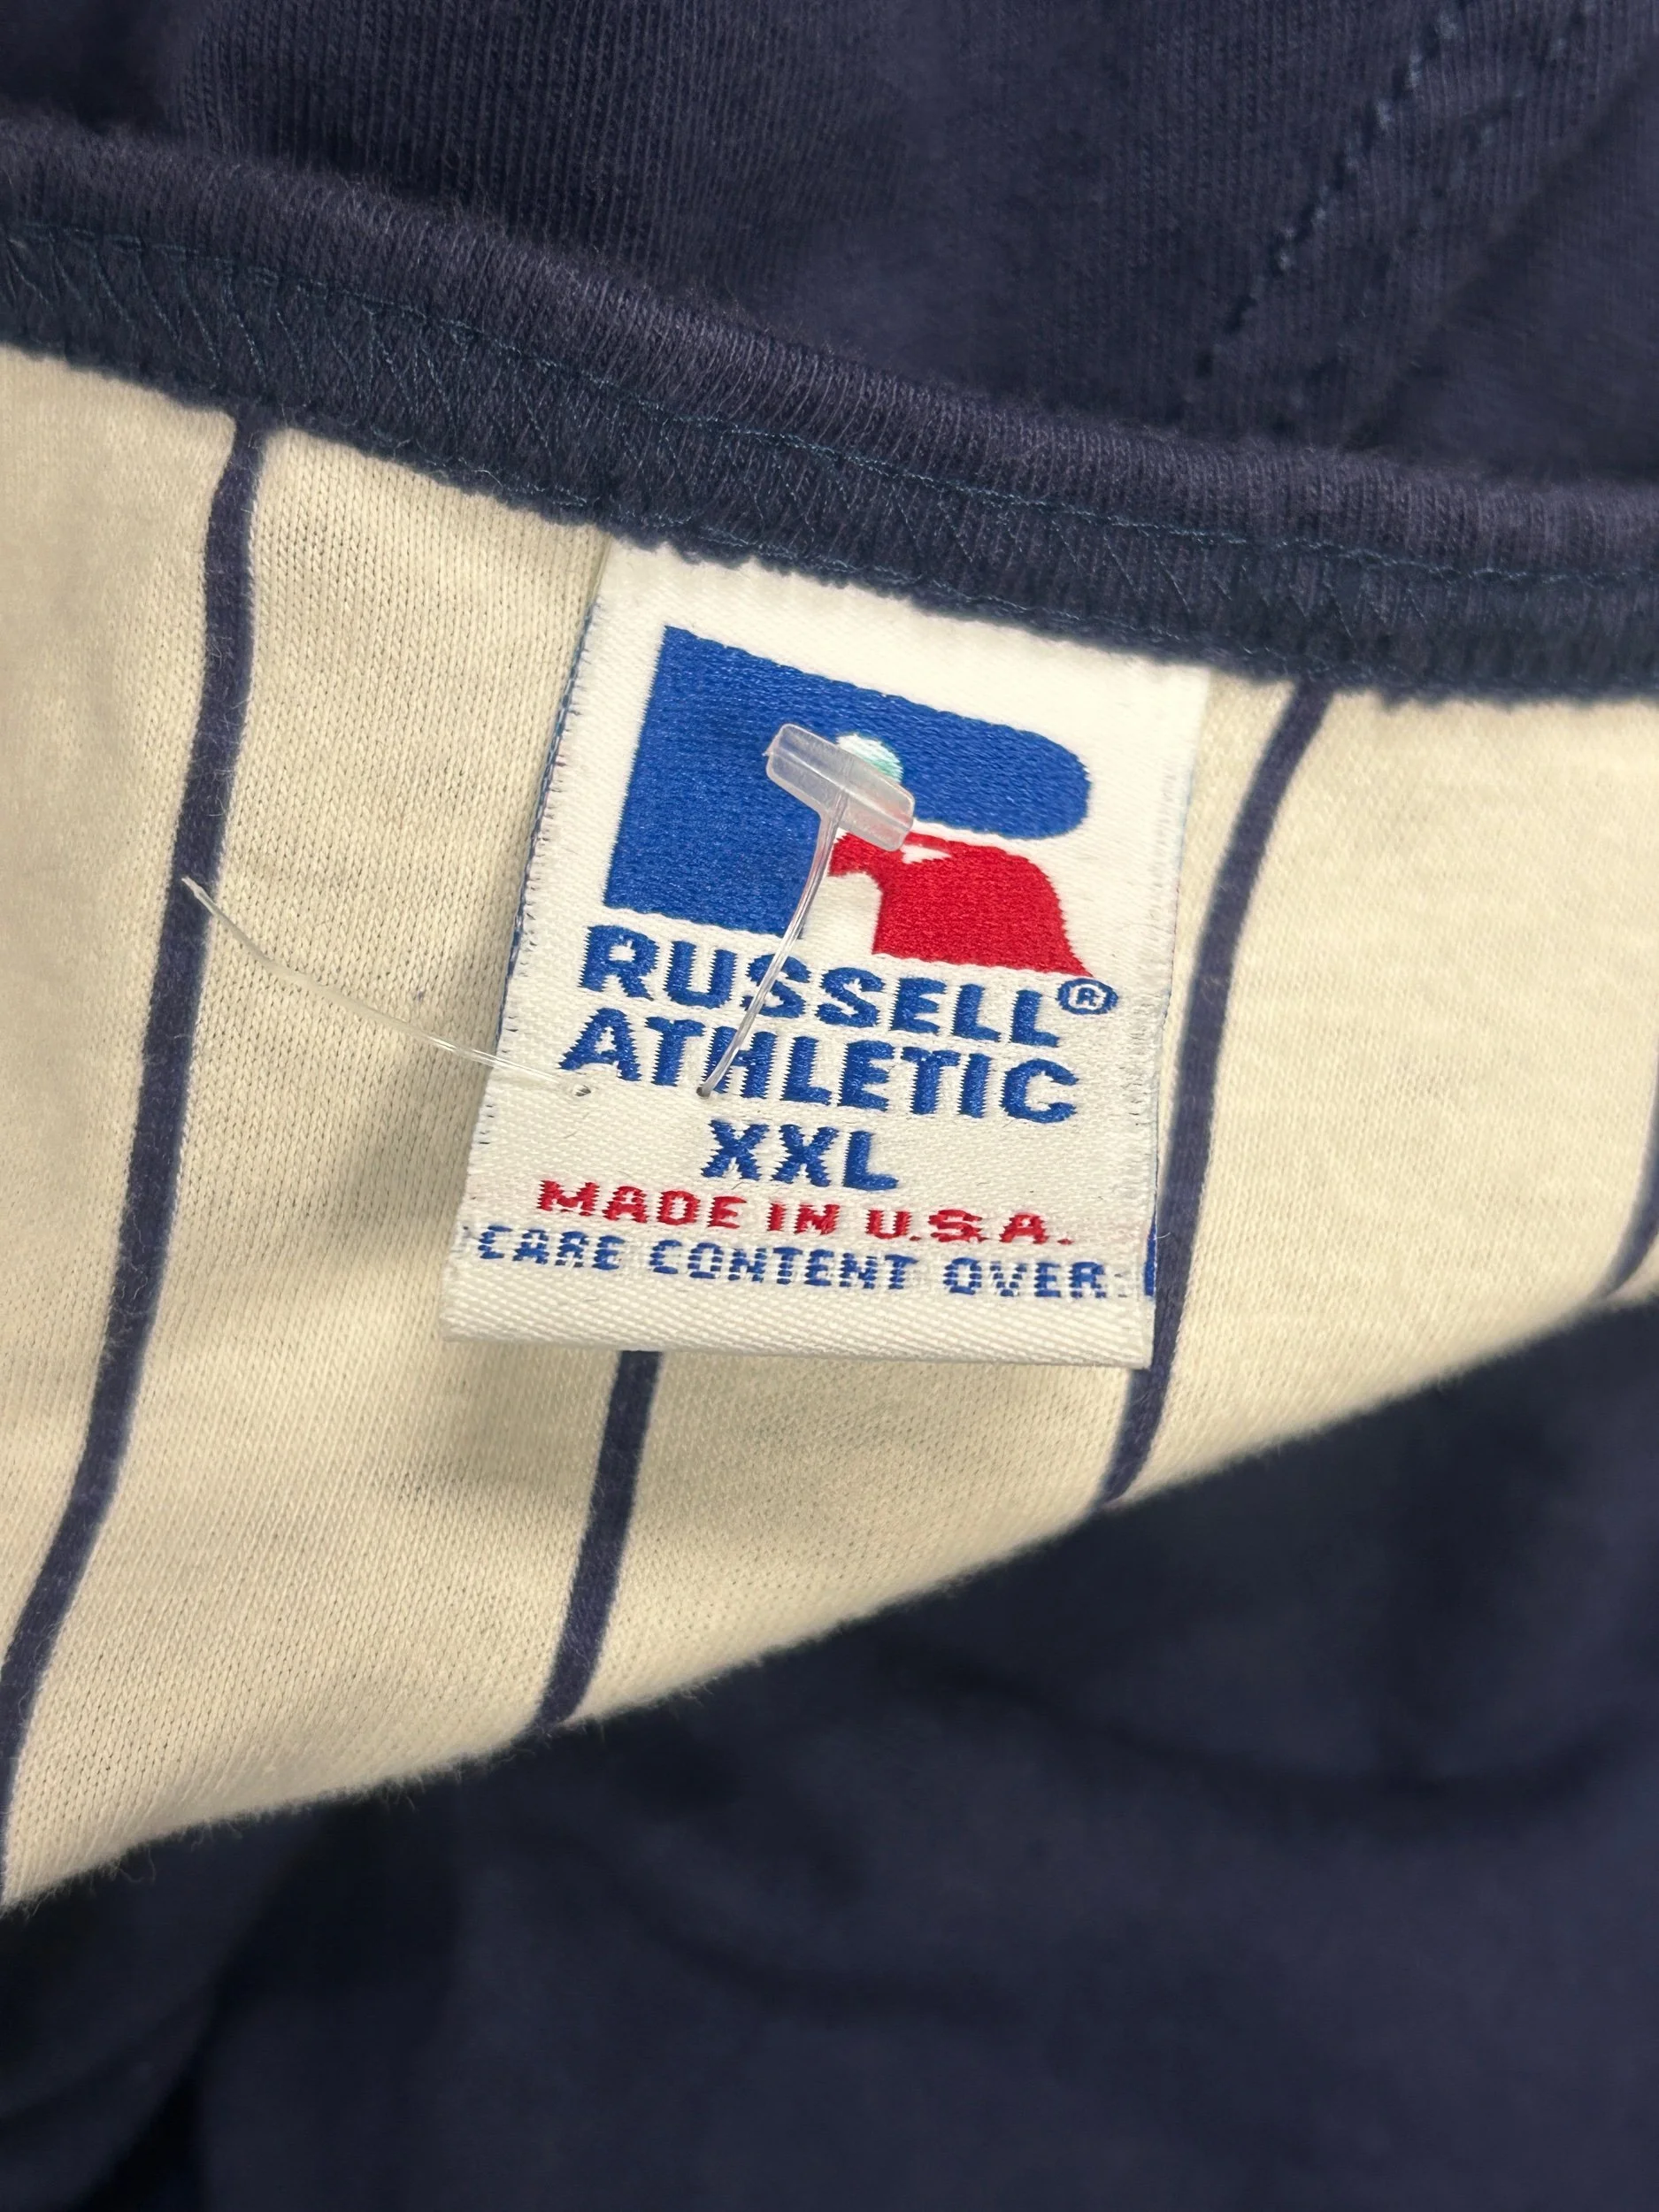 RUSSELL®
ATHLETIC
XXL
MADE IN U.S.A.
CARE CONTENT OVER